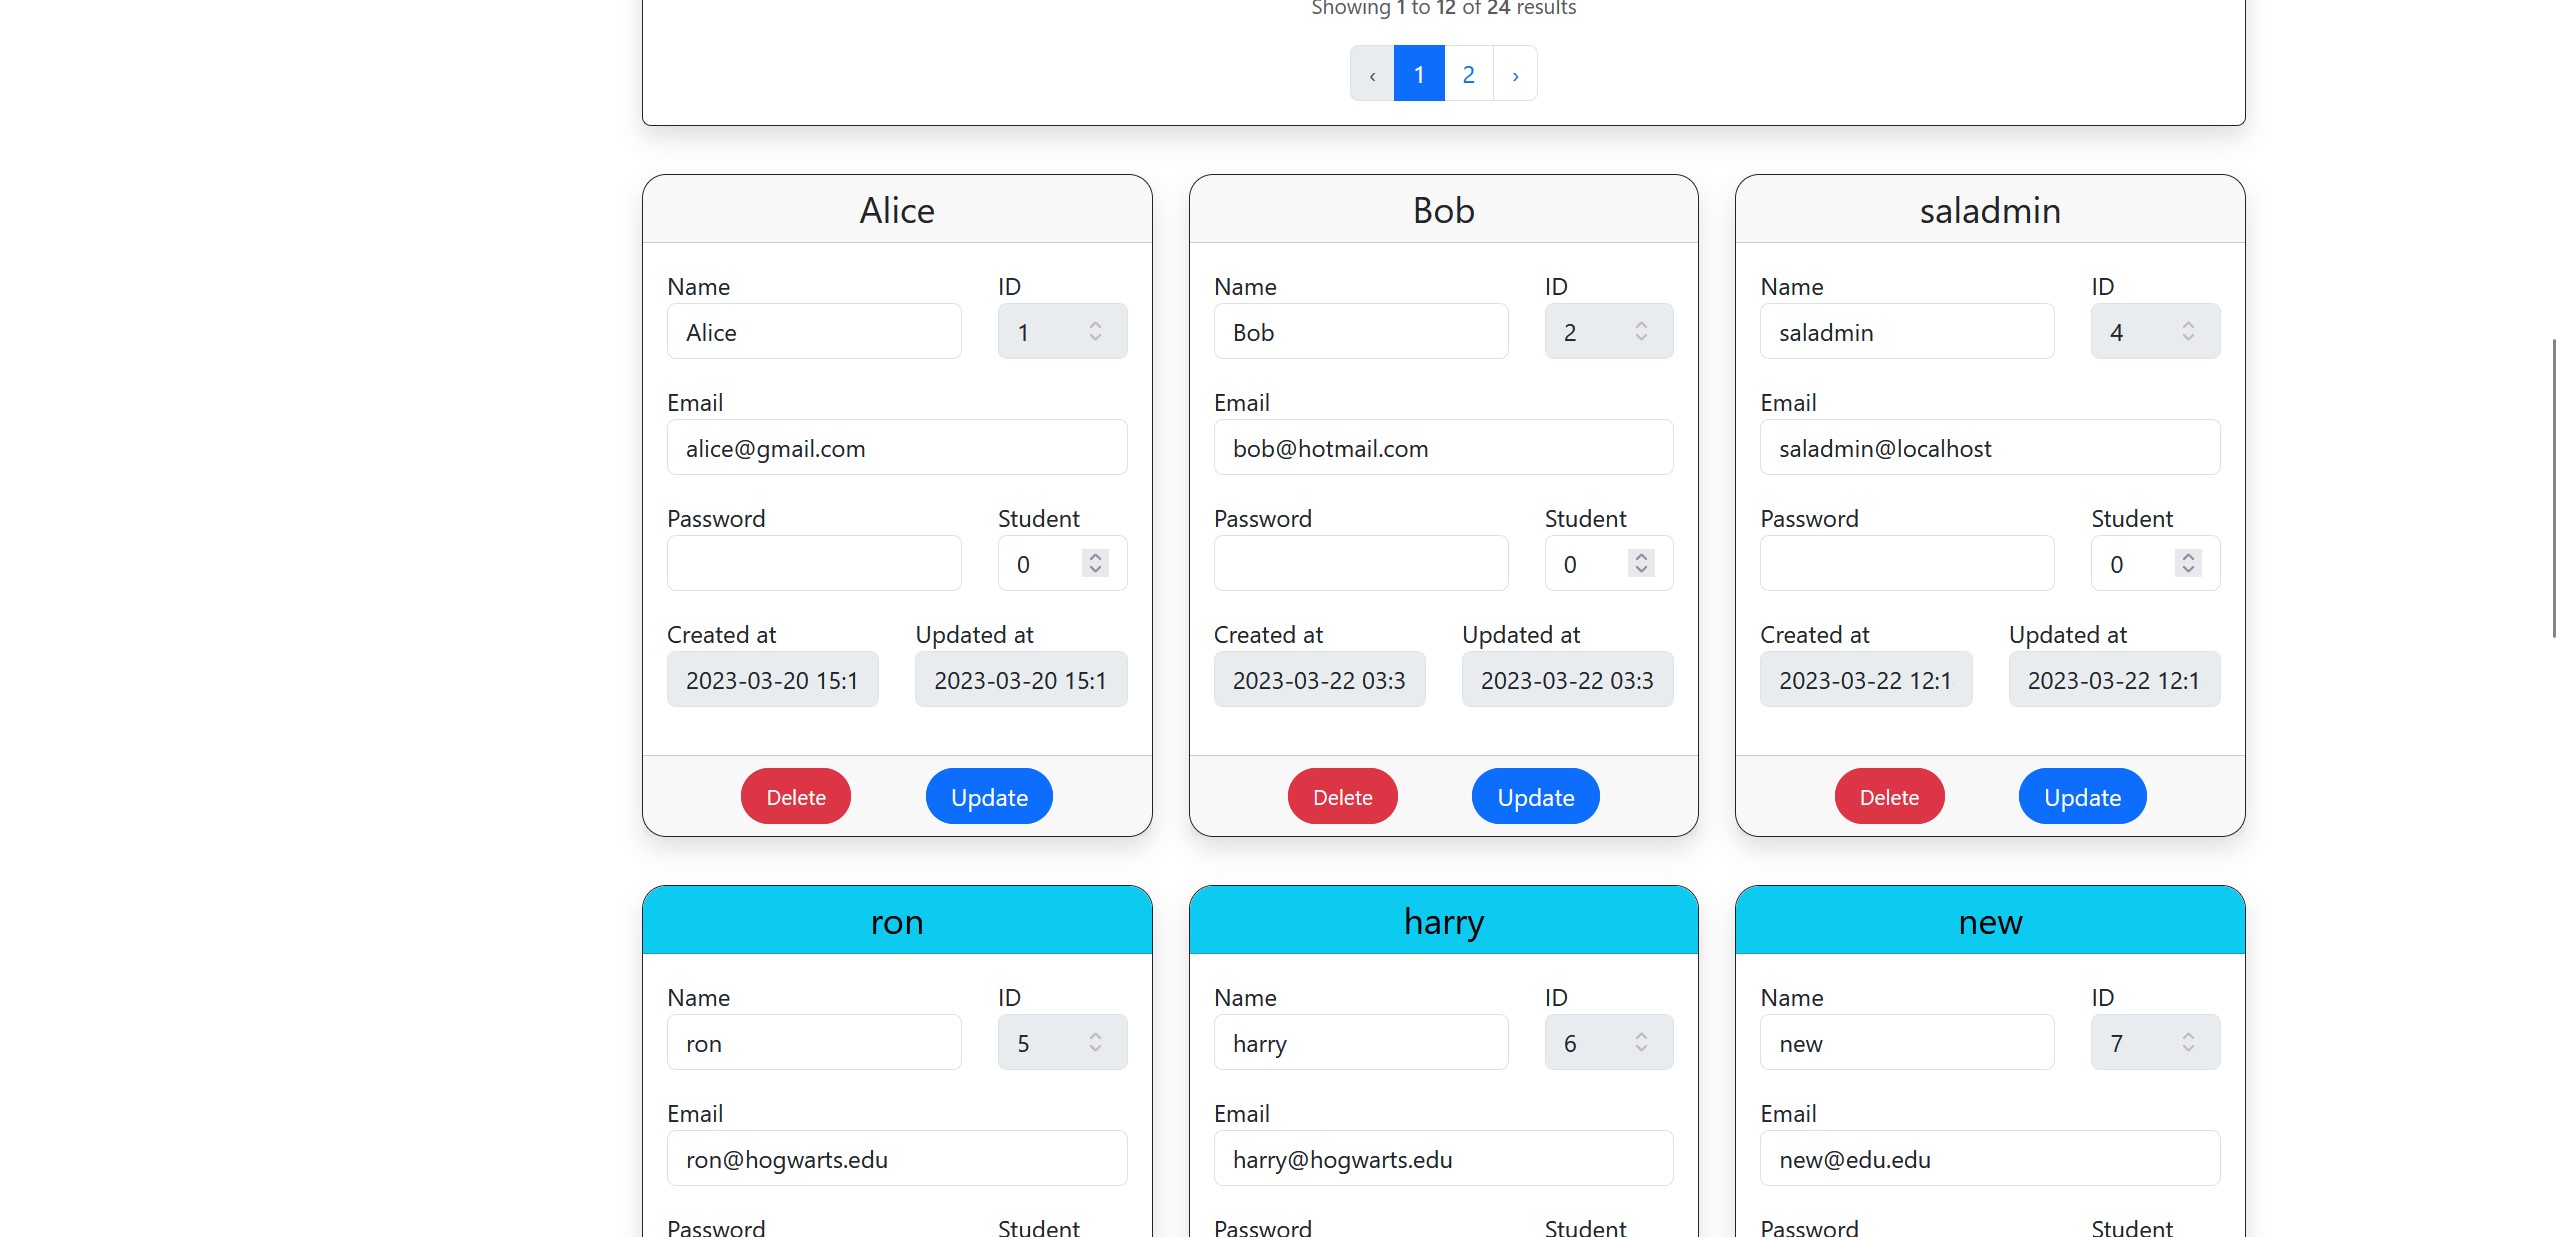 Showing 1 to 12 of 24 results
‹ 1 2 ›
Alice
Name ID
Alice 1
Email
alice@gmail.com
Password Student
0
Created at Updated at
2023-03-20 15:1 2023-03-20 15:1
Delete Update
Bob
Name ID
Bob 2
Email
bob@hotmail.com
Password Student
0
Created at Updated at
2023-03-22 03:3 2023-03-22 03:3
Delete Update
saladmin
Name ID
saladmin 4
Email
saladmin@localhost
Password Student
0
Created at Updated at
2023-03-22 12:1 2023-03-22 12:1
Delete Update
ron
Name ID
ron 5
Email
ron@hogwarts.edu
Password Student
harry
Name ID
harry 6
Email
harry@hogwarts.edu
Password Student
new
Name ID
new 7
Email
new@edu.edu
Password Student